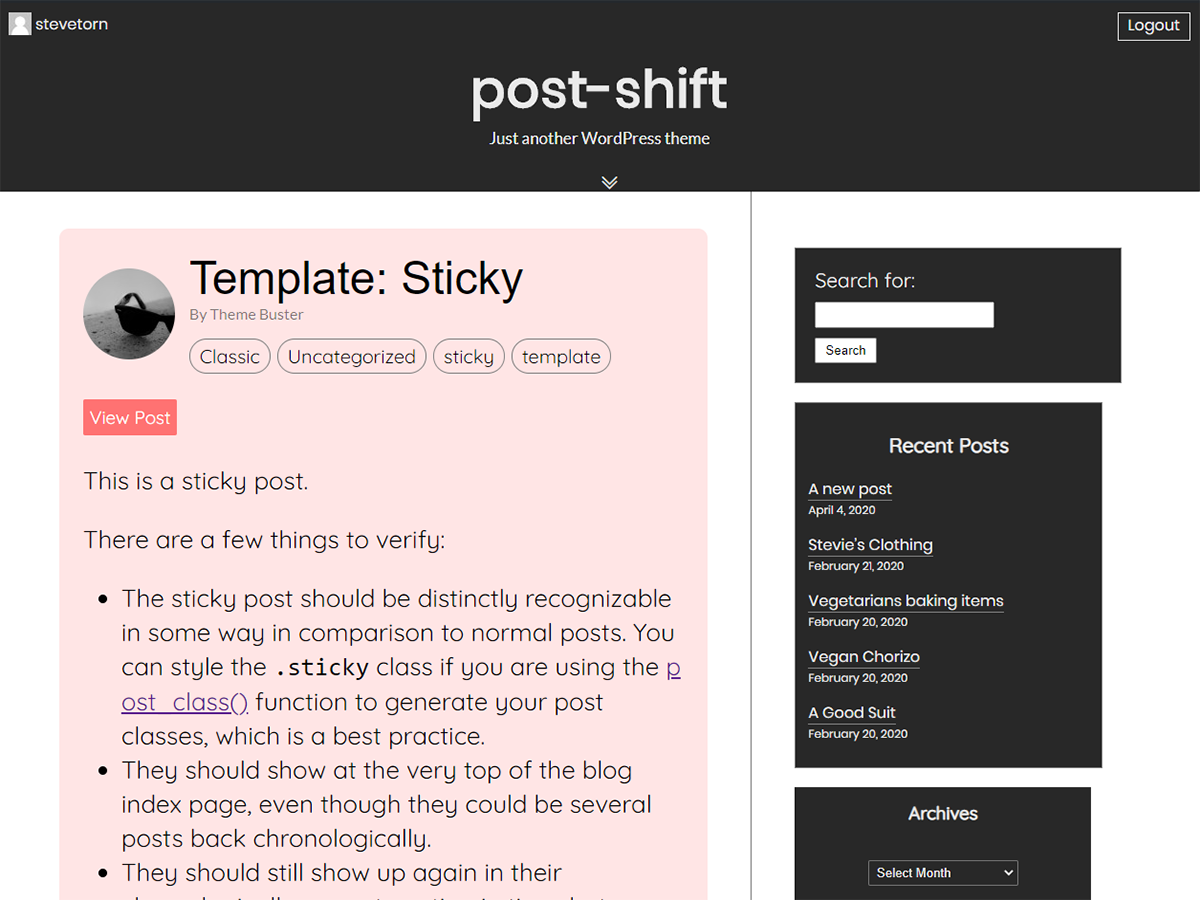 stevetorn
Logout
post-shift
Just another WordPress theme
Template: Sticky
By Theme Buster
Classic
Uncategorized
sticky
template
View Post
This is a sticky post.
There are a few things to verify:
The sticky post should be distinctly recognizable
in some way in comparison to normal posts. You
can style the .sticky class if you are using the p
ost_class() function to generate your post
classes, which is a best practice.
They should show at the very top of the blog
index page, even though they could be several
posts back chronologically.
They should still show up again in their
Search for:
Search
Recent Posts
A new post
April 4, 2020
Stevie's Clothing
February 21, 2020
Vegetarians baking items
February 20, 2020
Vegan Chorizo
February 20, 2020
A Good Suit
February 20, 2020
Archives
Select Month